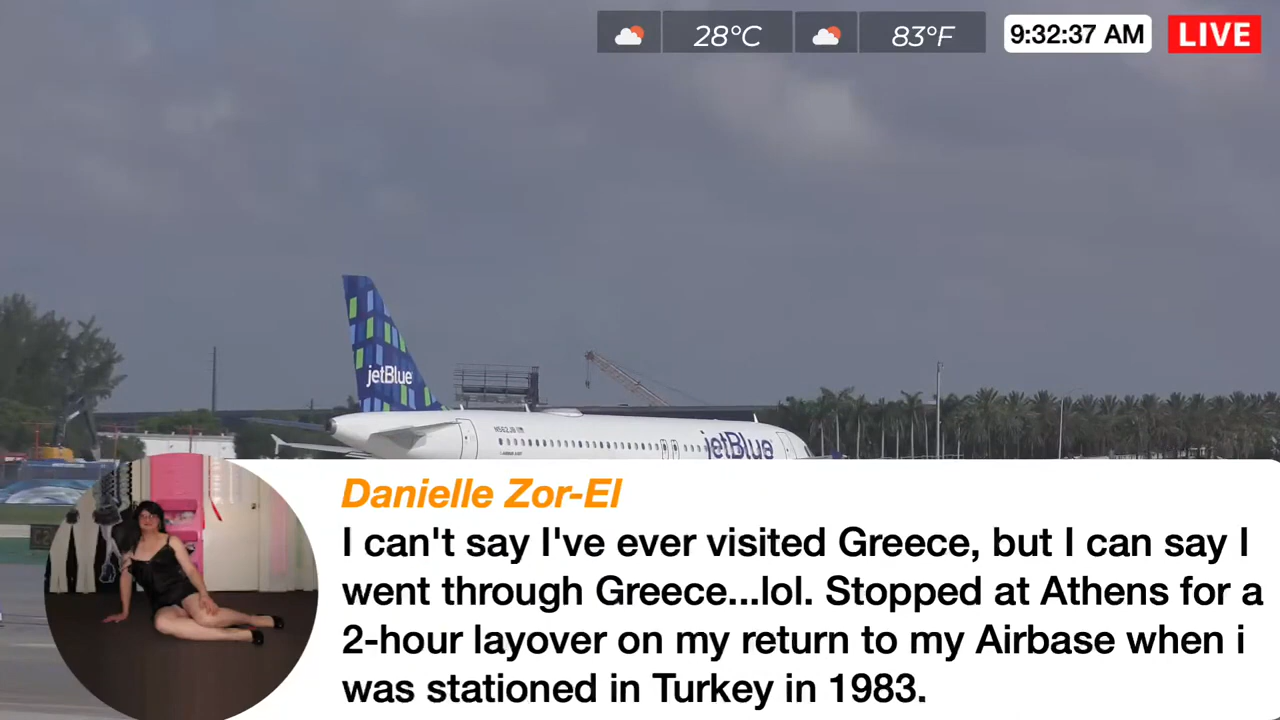 28°C
83°F
9:32:37 AM
LIVE
jetBlue
N562JB
jetBlue
Danielle Zor-El
I can't say I've ever visited Greece, but I can say I
went through Greece...lol. Stopped at Athens for a
2-hour layover on my return to my Airbase when i
was stationed in Turkey in 1983.